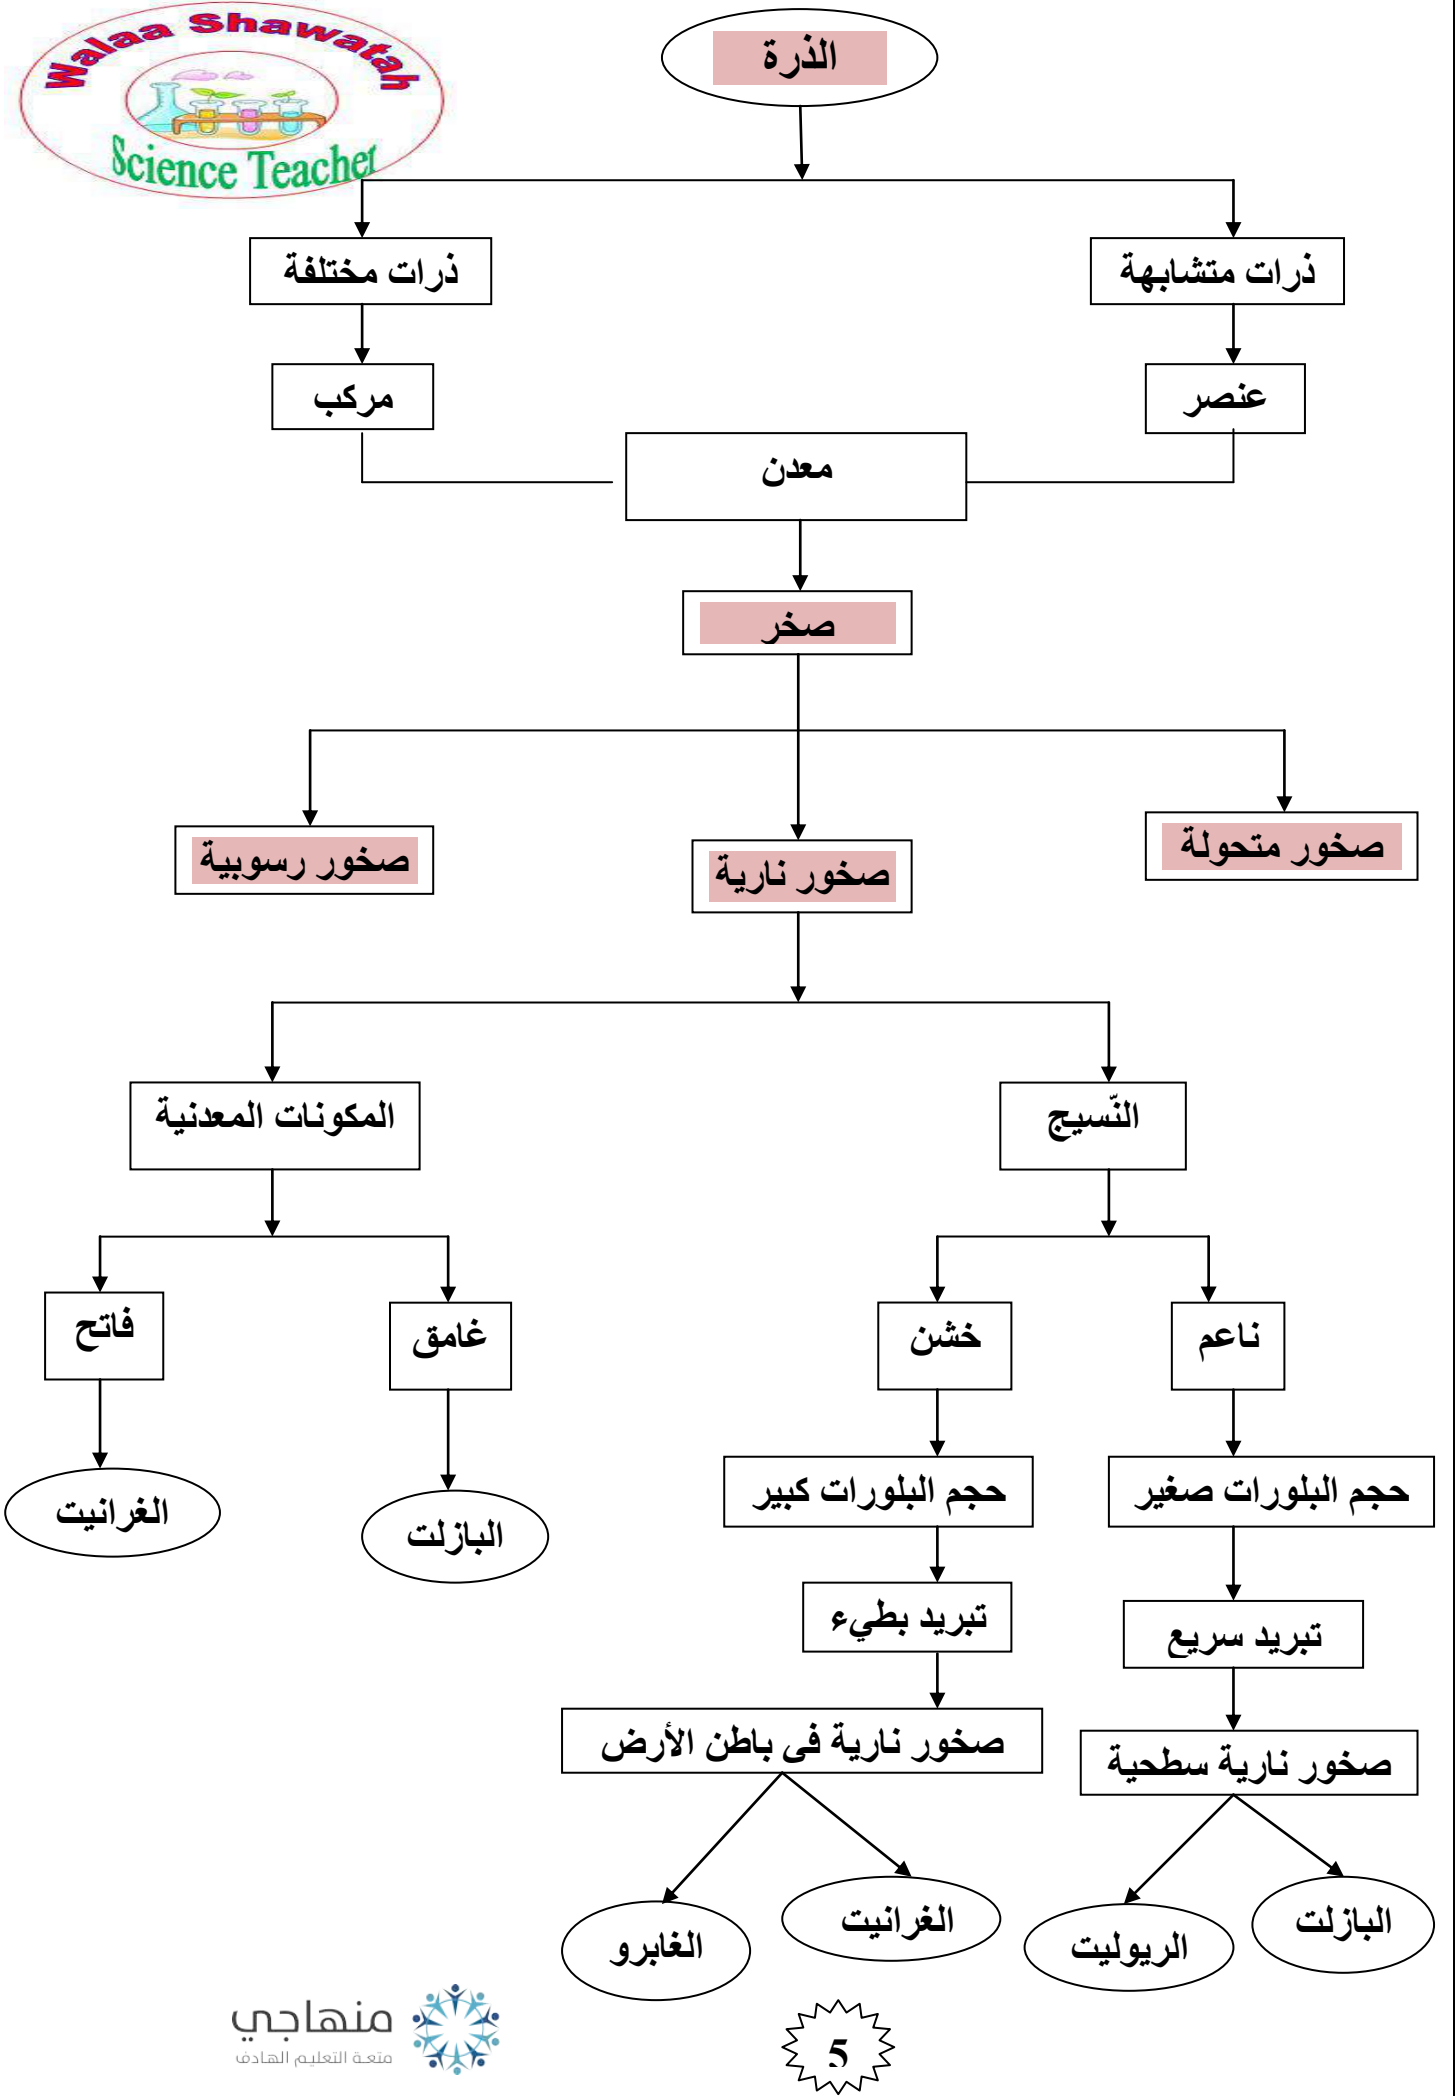 Walaa Shawatah
Science Teacher
الذرة
ذرات متشابهة
ذرات مختلفة
عنصر
مركب
معدن
صخر
صخور متحولة
صخور نارية
صخور رسوبية
النّسيج
المكونات المعدنية
ناعم
خشن
غامق
فاتح
حجم البلورات صغير
حجم البلورات كبير
البازلت
الغرانيت
تبريد سريع
تبريد بطيء
صخور نارية سطحية
صخور نارية فى باطن الأرض
البازلت
الريوليت
الغرانيت
الغابرو
منهاجي
متعة التعليم الهادف
5